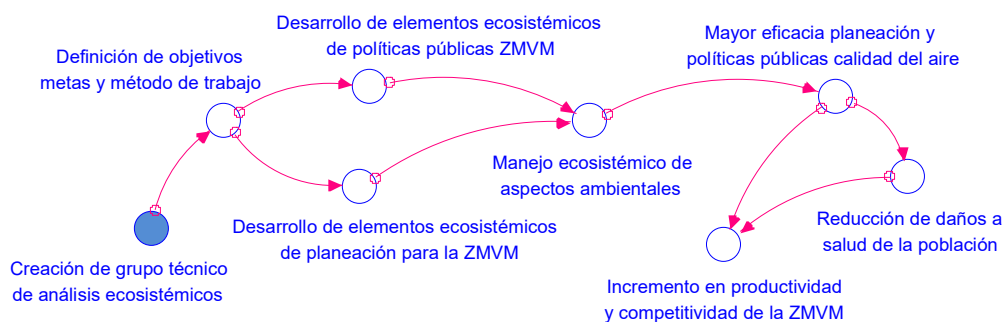 Definición de objetivos
metas y método de trabajo
Desarrollo de elementos ecosistémicos
de políticas públicas ZMVM
Mayor eficacia planeación y
políticas públicas calidad del aire
Manejo ecosistémico de
aspectos ambientales
Desarrollo de elementos ecosistémicos
de planeación para la ZMVM
Reducción de daños a
salud de la población
Creación de grupo técnico
de análisis ecosistémicos
Incremento en productividad
y competitividad de la ZMVM